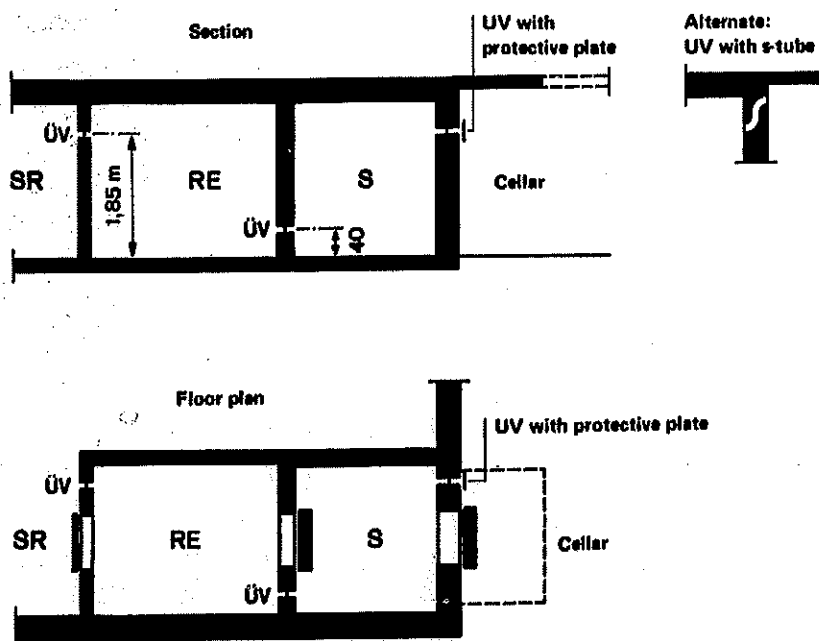 Section
UV with
protective plate
Alternate:
UV with s-tube
ÜV
SR
1,85 m
RE
ÜV
S
40
Cellar
Floor plan
UV with protective plate
ÜV
SR
RE
ÜV
S
Cellar